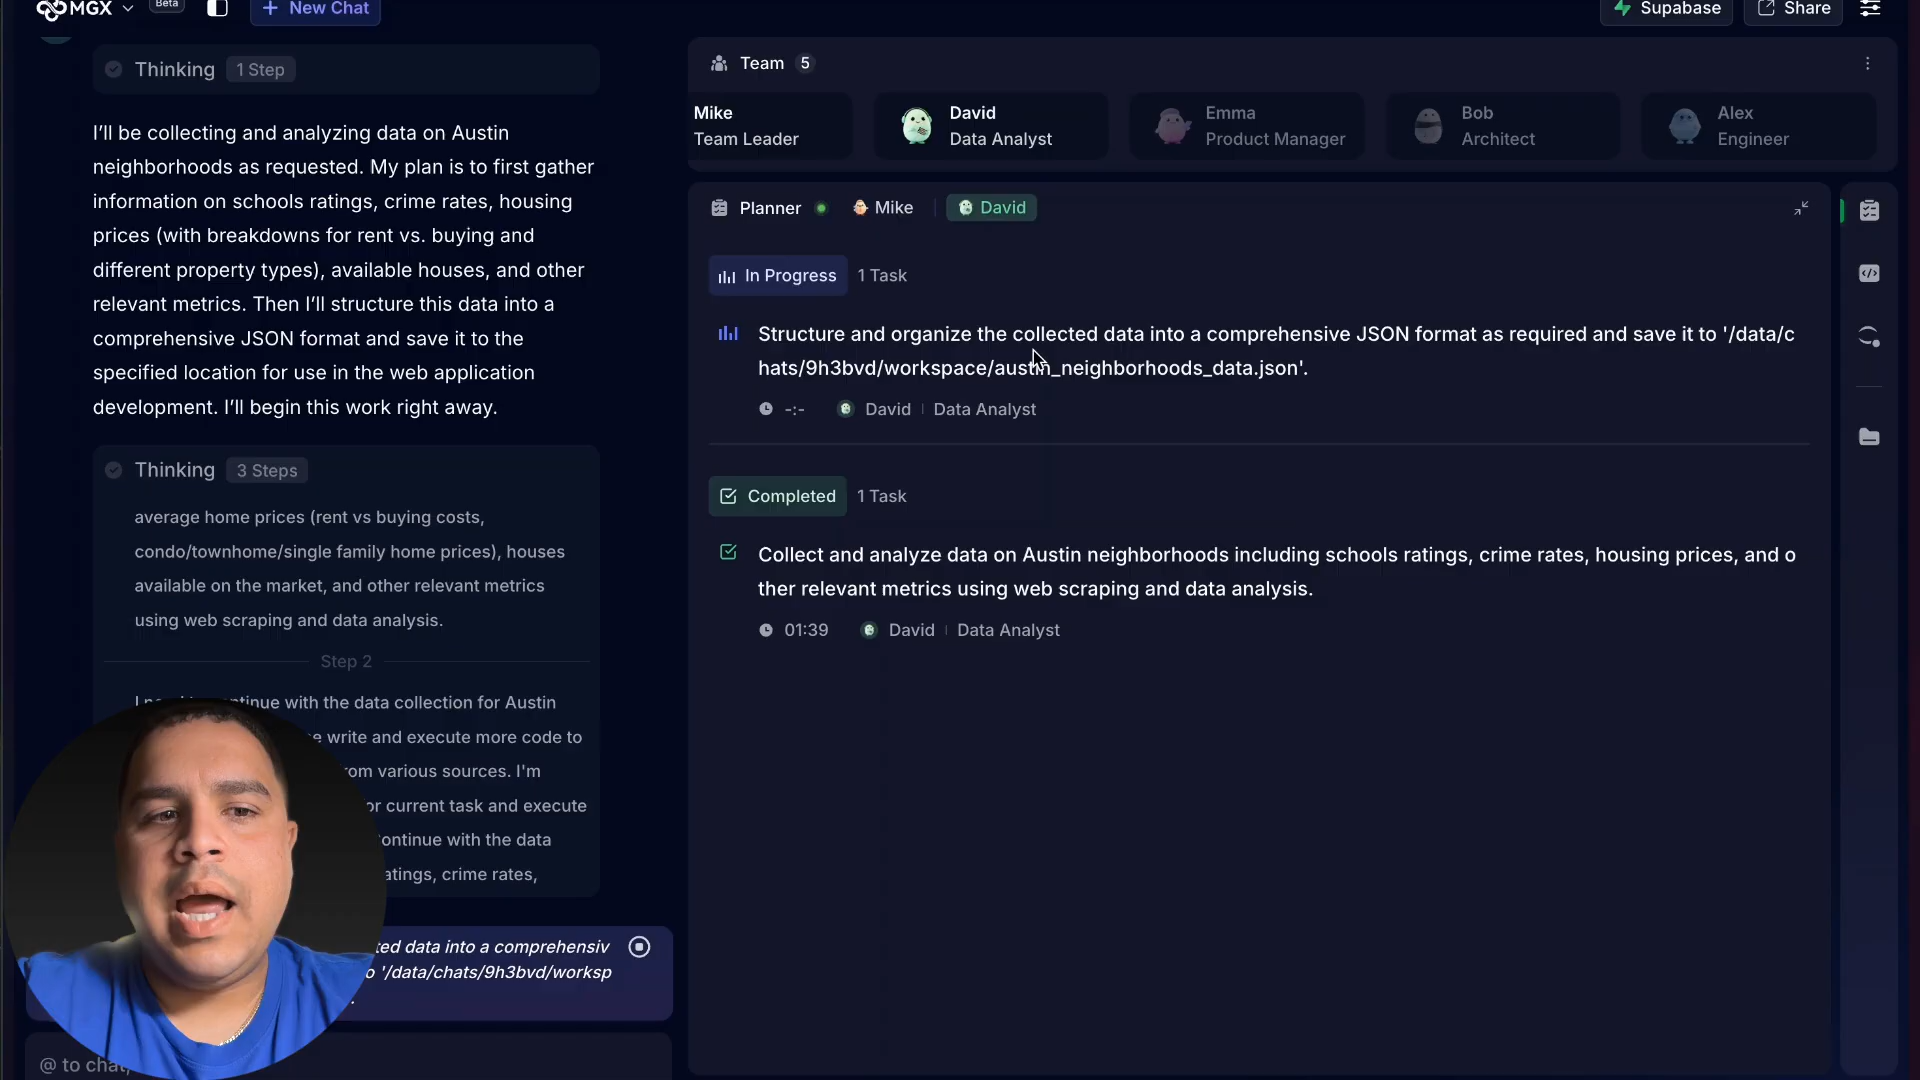 MGX
Beta
New Chat
Supabase
Share
Thinking 1 Step
I'll be collecting and analyzing data on Austin
neighborhoods as requested. My plan is to first gather
information on schools ratings, crime rates, housing
prices (with breakdowns for rent vs. buying and
different property types), available houses, and other
relevant metrics. Then I'll structure this data into a
comprehensive JSON format and save it to the
specified location for use in the web application
development. I'll begin this work right away.
Thinking 3 Steps
average home prices (rent vs buying costs,
condo/townhome/single family home prices), houses
available on the market, and other relevant metrics
using web scraping and data analysis.
Step 2
I continue with the data collection for Austin
write and execute more code to
from various sources. I'm
or current task and execute
continue with the data
ratings, crime rates,
ted data into a comprehensiv
o '/data/chats/9h3bvd/worksp
.
@ to chat,
Team 5
Mike
Team Leader
David
Data Analyst
Emma
Product Manager
Bob
Architect
Alex
Engineer
Planner Mike David
In Progress 1 Task
Structure and organize the collected data into a comprehensive JSON format as required and save it to '/data/c
hats/9h3bvd/workspace/austin_neighborhoods_data.json'.
-:- David Data Analyst
Completed 1 Task
Collect and analyze data on Austin neighborhoods including schools ratings, crime rates, housing prices, and o
ther relevant metrics using web scraping and data analysis.
01:39 David Data Analyst